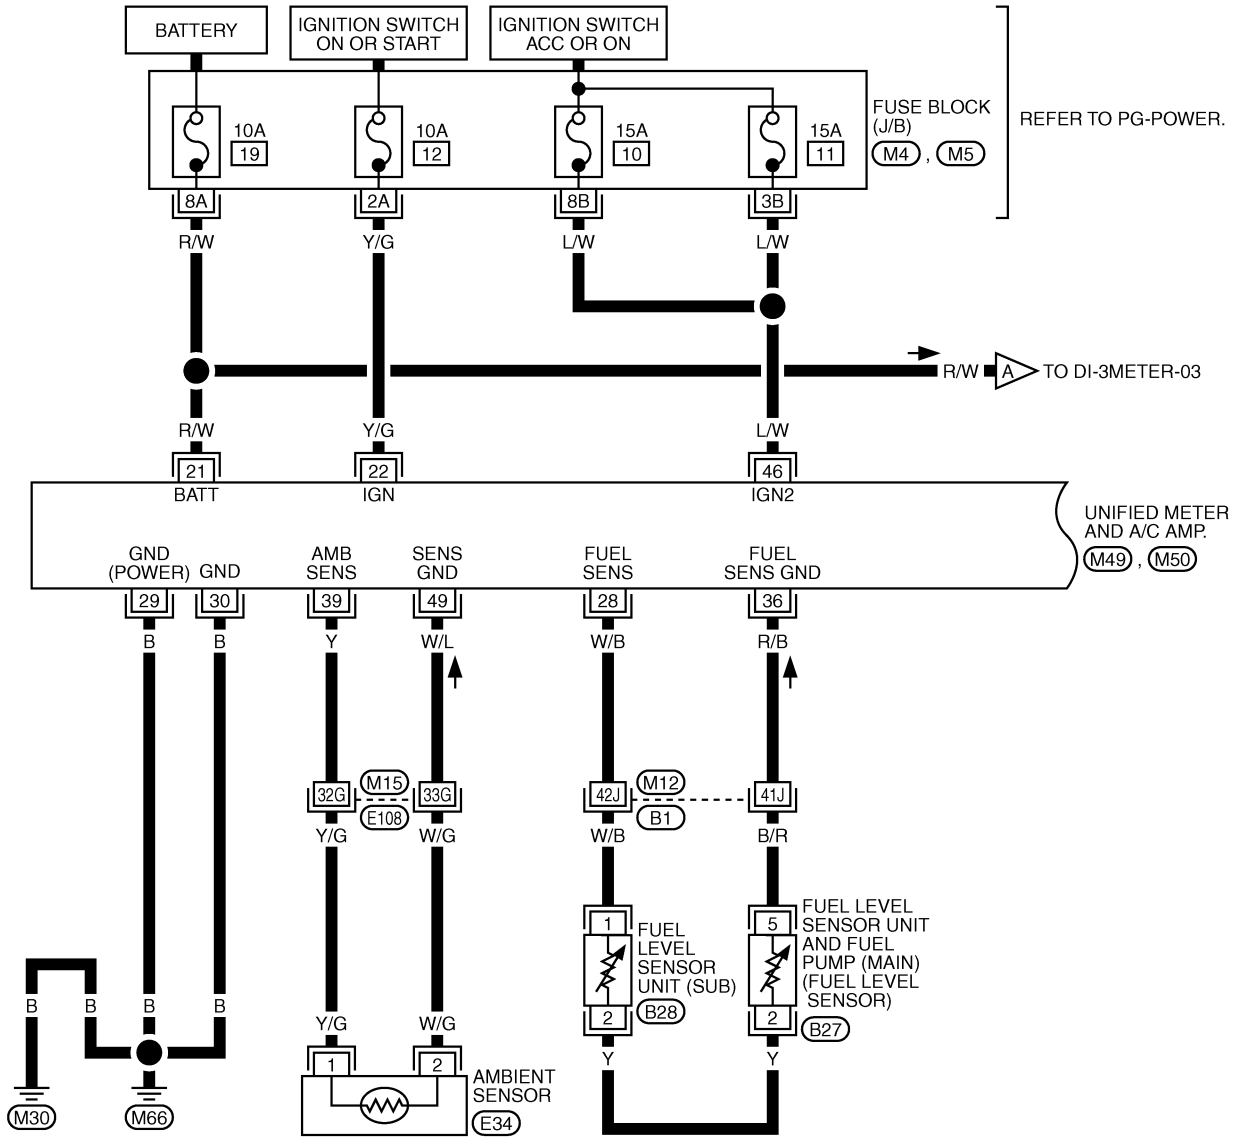 BATTERY
IGNITION SWITCH
ON OR START
IGNITION SWITCH
ACC OR ON
10A
19
10A
12
15A
10
15A
11
FUSE BLOCK
(J/B)
M4 , M5
REFER TO PG-POWER.
8A
2A
8B
3B
R/W
Y/G
L/W
L/W
R/W
A
TO DI-3METER-03
R/W
Y/G
L/W
21
22
46
BATT
IGN
IGN2
UNIFIED METER
AND A/C AMP.
M49 , M50
GND
(POWER)
GND
AMB
SENS
SENS
GND
FUEL
SENS
FUEL
SENS GND
29
30
39
49
28
36
B
B
Y
W/L
W/B
R/B
32G
M15
E108
33G
42J
M12
B1
41J
Y/G
W/G
W/B
B/R
1
FUEL
LEVEL
SENSOR
UNIT (SUB)
B28
2
5
FUEL LEVEL
SENSOR UNIT
AND FUEL
PUMP (MAIN)
(FUEL LEVEL
SENSOR)
B27
2
B
B
B
B
Y/G
W/G
Y
Y
1
2
AMBIENT
SENSOR
E34
M30
M66